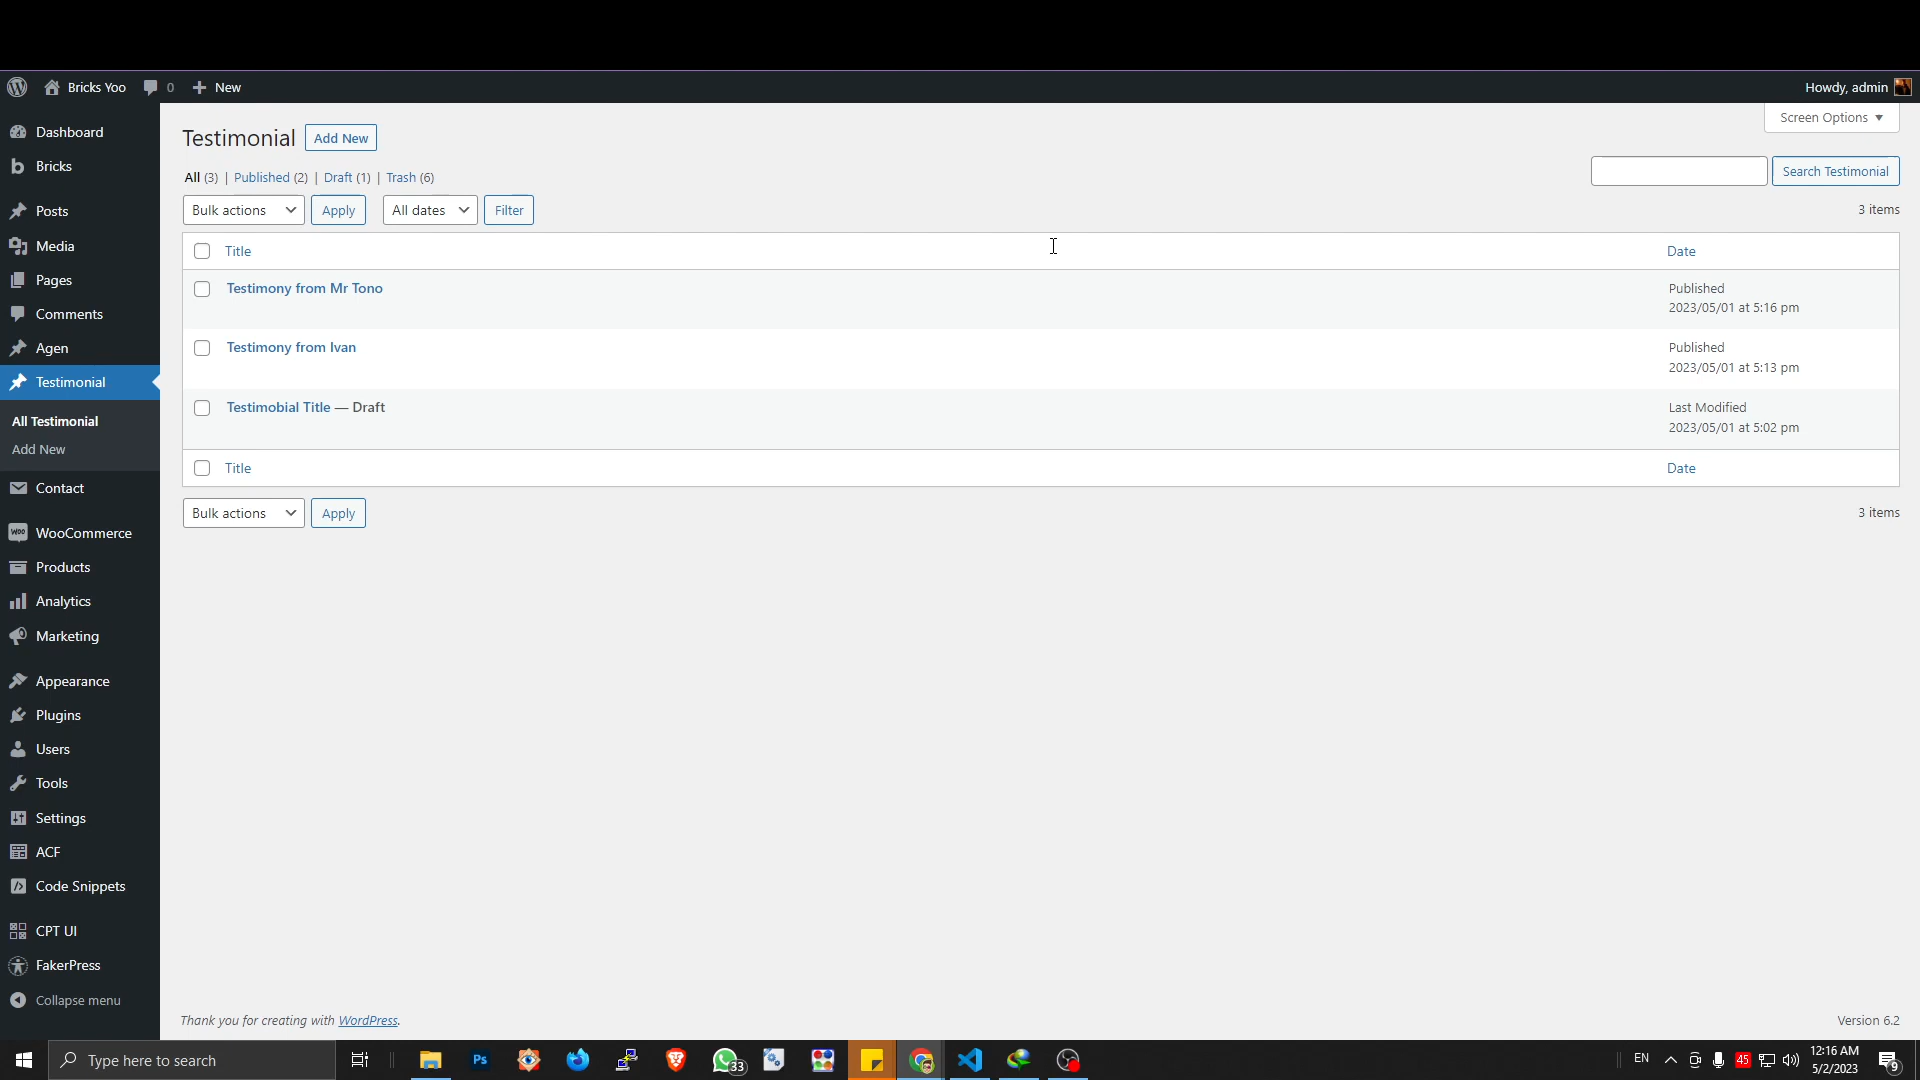 Bricks Yoo 0 New Howdy, admin
Screen Options
Dashboard
Bricks
Posts
Media
Pages
Comments
Agen
Testimonial
All Testimonial
Add New
Contact
WooCommerce
Products
Analytics
Marketing
Appearance
Plugins
Users
Tools
Settings
ACF
Code Snippets
CPT UI
FakerPress
Collapse menu
Testimonial Add New
All (3) | Published (2) | Draft (1) | Trash (6)
Search Testimonial
Bulk actions Apply All dates Filter 3 items
Title Date
Testimony from Mr Tono Published
2023/05/01 at 5:16 pm
Testimony from Ivan Published
2023/05/01 at 5:13 pm
Testimobial Title — Draft Last Modified
2023/05/01 at 5:02 pm
Title Date
Bulk actions Apply 3 items
Thank you for creating with WordPress. Version 6.2
Type here to search Ps 33 EN 45 12:16 AM
5/2/2023 9